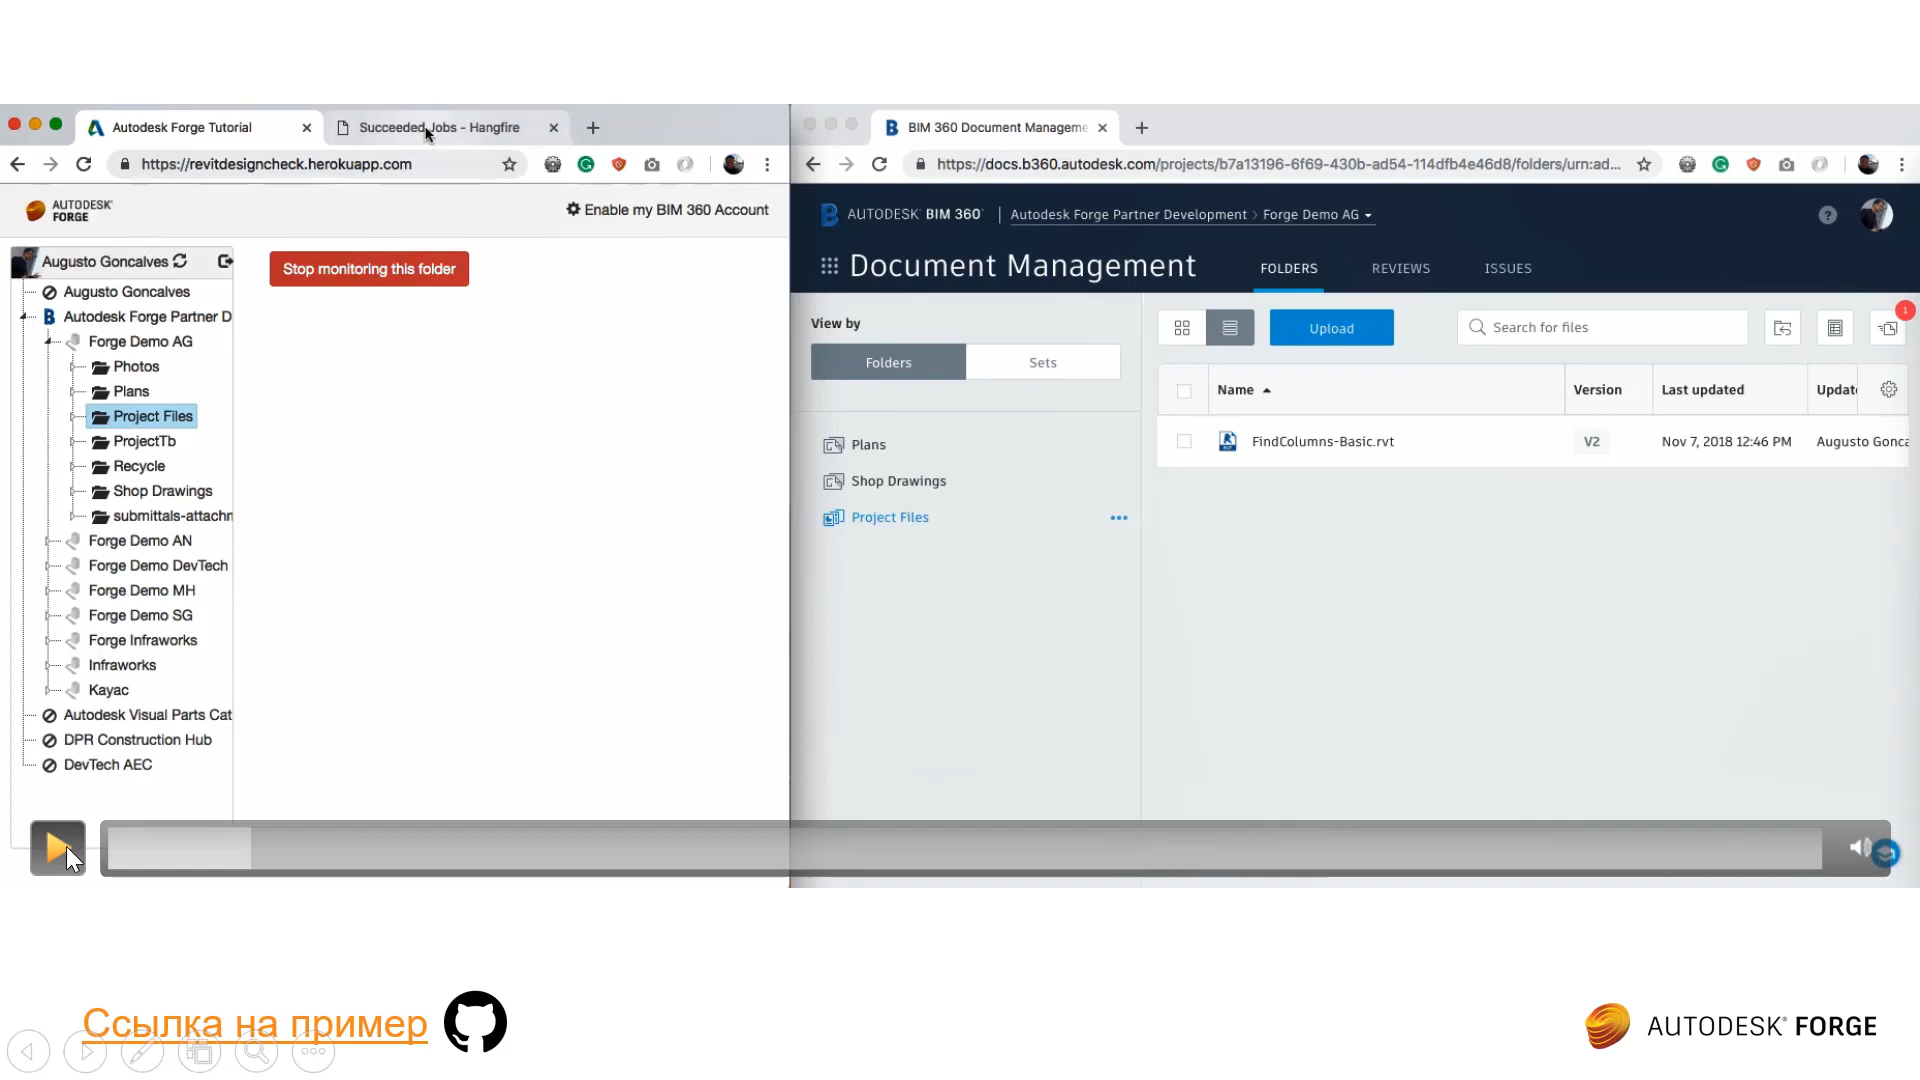 Autodesk Forge Tutorial
Succeeded Jobs - Hangfire
https://revitdesigncheck.herokuapp.com
AUTODESK
FORGE
Enable my BIM 360 Account
Augusto Goncalves
Augusto Goncalves
Autodesk Forge Partner D
Forge Demo AG
Photos
Plans
Project Files
ProjectTb
Recycle
Shop Drawings
submittals-attachn
Forge Demo AN
Forge Demo DevTech
Forge Demo MH
Forge Demo SG
Forge Infraworks
Infraworks
Kayac
Autodesk Visual Parts Cat
DPR Construction Hub
DevTech AEC
Stop monitoring this folder
BIM 360 Document Manageme
https://docs.b360.autodesk.com/projects/b7a13196-6f69-430b-ad54-114dfb4e46d8/folders/urn:ad...
AUTODESK® BIM 360° Autodesk Forge Partner Development > Forge Demo AG
Document Management
FOLDERS REVIEWS ISSUES
View by
Folders Sets
Plans
Shop Drawings
Project Files
Upload Search for files 1
Name Version Last updated Update
FindColumns-Basic.rvt V2 Nov 7, 2018 12:46 PM Augusto Gonca
Ссылка на пример
AUTODESK® FORGE